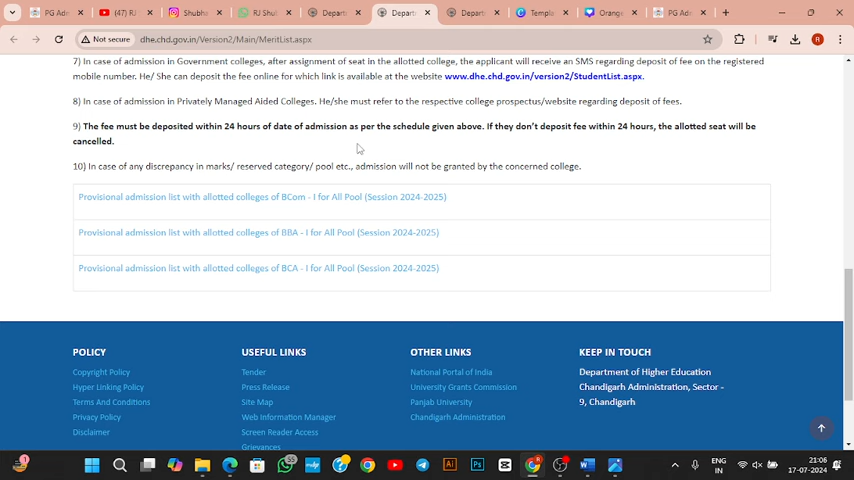 PG Adm
(47) RJ
Shubha
RJ Shub
Departm
Departm
Departm
Templa
Orange
PG Adm
Not secure
dhe.chd.gov.in/Version2/Main/MeritList.aspx
R
7) In case of admission in Government colleges, after assignment of seat in the allotted college, the applicant will receive an SMS regarding deposit of fee on the registered
mobile number. He/ She can deposit the fee online for which link is available at the website www.dhe.chd.gov.in/version2/StudentList.aspx.
8) In case of admission in Privately Managed Aided Colleges. He/she must refer to the respective college prospectus/website regarding deposit of fees.
9) The fee must be deposited within 24 hours of date of admission as per the schedule given above. If they don't deposit fee within 24 hours, the allotted seat will be
cancelled.
10) In case of any discrepancy in marks/ reserved category/ pool etc., admission will not be granted by the concerned college.
Provisional admission list with allotted colleges of BCom - I for All Pool (Session 2024-2025)
Provisional admission list with allotted colleges of BBA - I for All Pool (Session 2024-2025)
Provisional admission list with allotted colleges of BCA - I for All Pool (Session 2024-2025)
POLICY
Copyright Policy
Hyper Linking Policy
Terms And Conditions
Privacy Policy
Disclaimer
USEFUL LINKS
Tender
Press Release
Site Map
Web Information Manager
Screen Reader Access
Grievances
OTHER LINKS
National Portal of India
University Grants Commission
Panjab University
Chandigarh Administration
KEEP IN TOUCH
Department of Higher Education
Chandigarh Administration, Sector -
9, Chandigarh
ENG
IN
21:06
17-07-2024